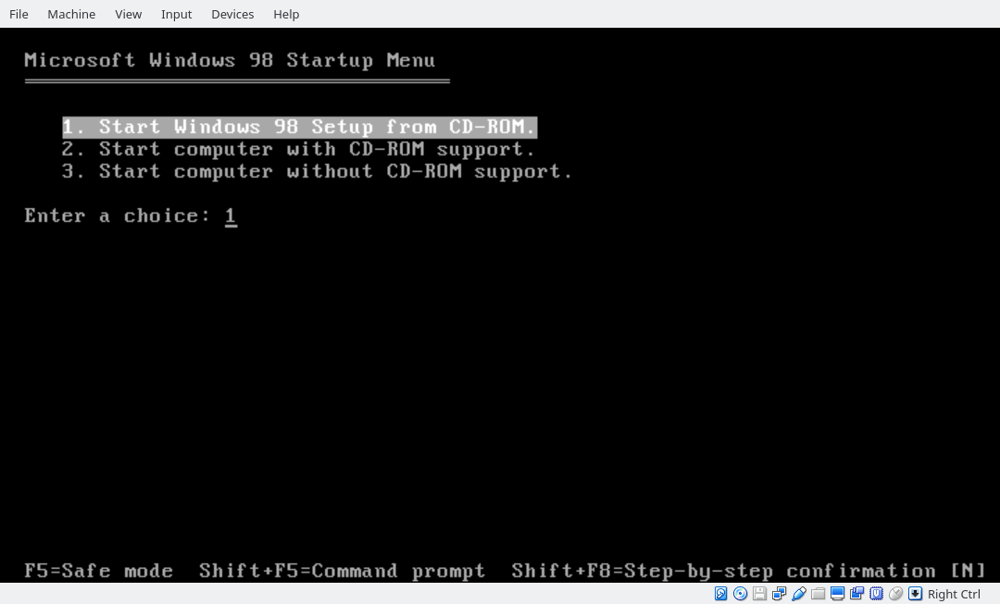 File Machine View Input Devices Help
Microsoft Windows 98 Startup Menu
1. Start Windows 98 Setup from CD-ROM.
2. Start computer with CD-ROM support.
3. Start computer without CD-ROM support.
Enter a choice: 1
F5=Safe mode Shift+F5=Command prompt Shift+F8=Step-by-step confirmation [N]
Right Ctrl